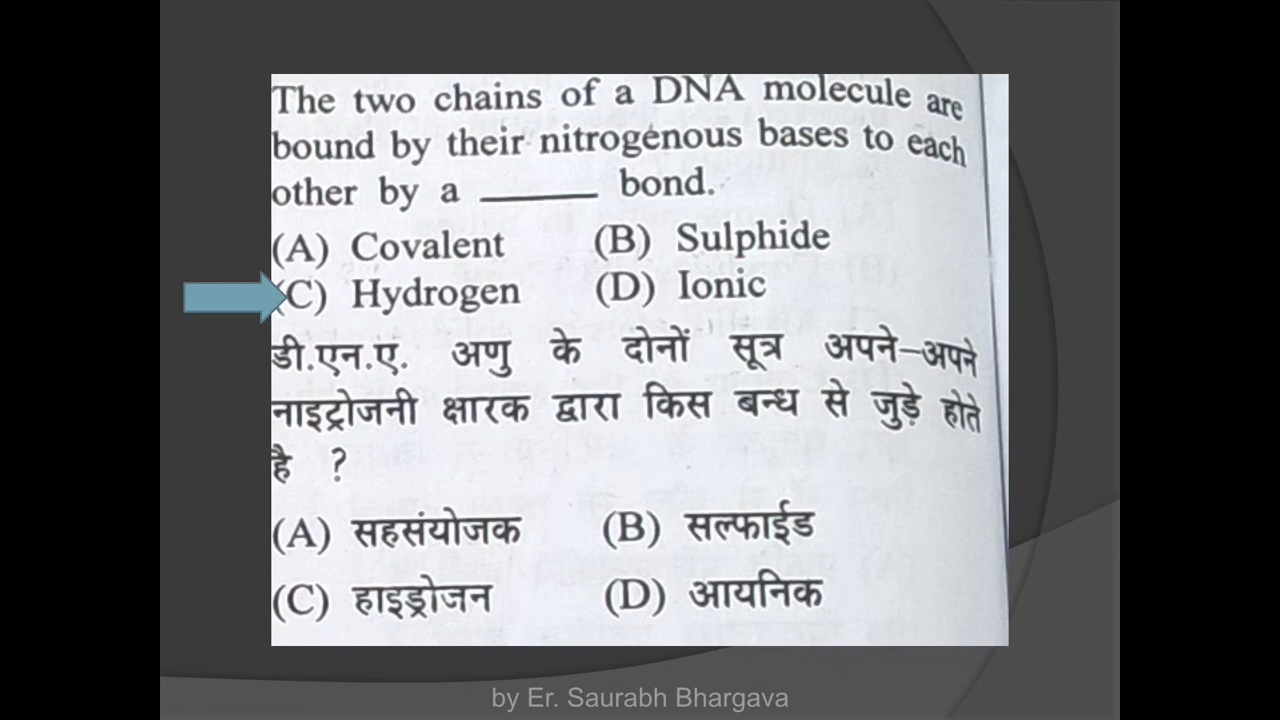 The two chains of a DNA molecule are
bound by their nitrogenous bases to each
other by a ______ bond.
(A) Covalent (B) Sulphide
(C) Hydrogen (D) Ionic
डी.एन.ए. अणु के दोनों सूत्र अपने–अपने
नाइट्रोजनी क्षारक द्वारा किस बन्ध से जुड़े होते
है ?
(A) सहसंयोजक (B) सल्फाईड
(C) हाइड्रोजन (D) आयनिक
by Er. Saurabh Bhargava